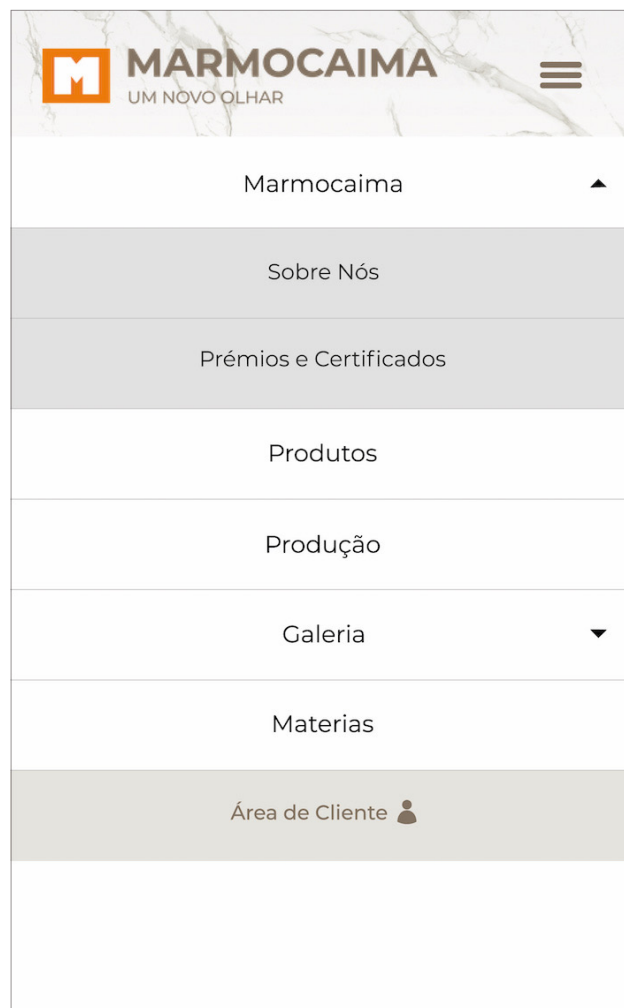 M
MARMOCAIMA
UM NOVO OLHAR
Marmocaima
Sobre Nós
Prémios e Certificados
Produtos
Produção
Galeria
Materias
Área de Cliente